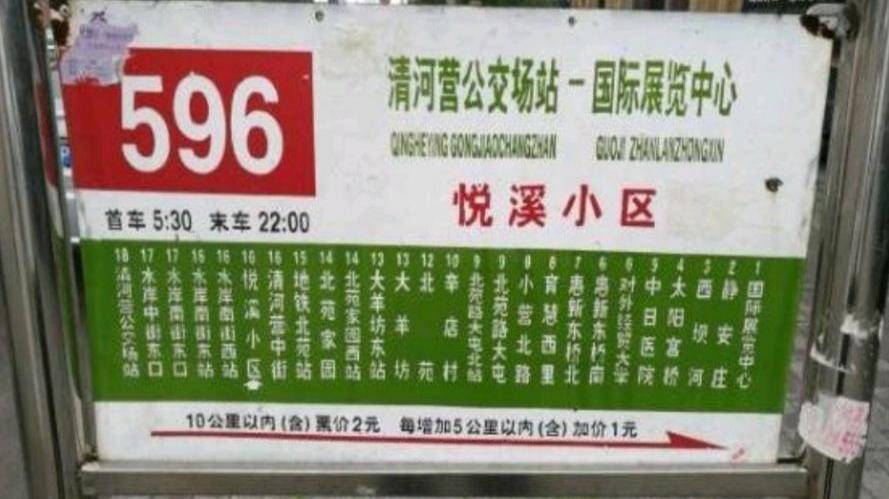 596
首车 5:30 末车 22:00
清河营公交场站 - 国际展览中心
QINGHEYING GONGJIAOCHANGZHAN GUOJI ZHANLANZHONGXIN
悦溪小区
18 清河营公交场站
17 水岸中街东口
17 水岸南街东口
16 水岸南街东站
16 水岸南街西站
16 悦溪小区
16 清河营中街
15 地铁北苑站
14 北苑家园
14 北苑家园西站
13 大羊坊东站
13 大羊坊
12 北苑
10 辛店村
9 北苑路大屯北站
9 北苑路大屯
8 小营北路
8 育慧西里
7 惠新东桥北
6 惠新东桥南
6 对外经贸大学
5 中日医院
4 太阳宫桥
3 西坝河
2 静安庄
1 国际展览中心
10公里以内(含)票价2元 每增加5公里以内(含)加价1元